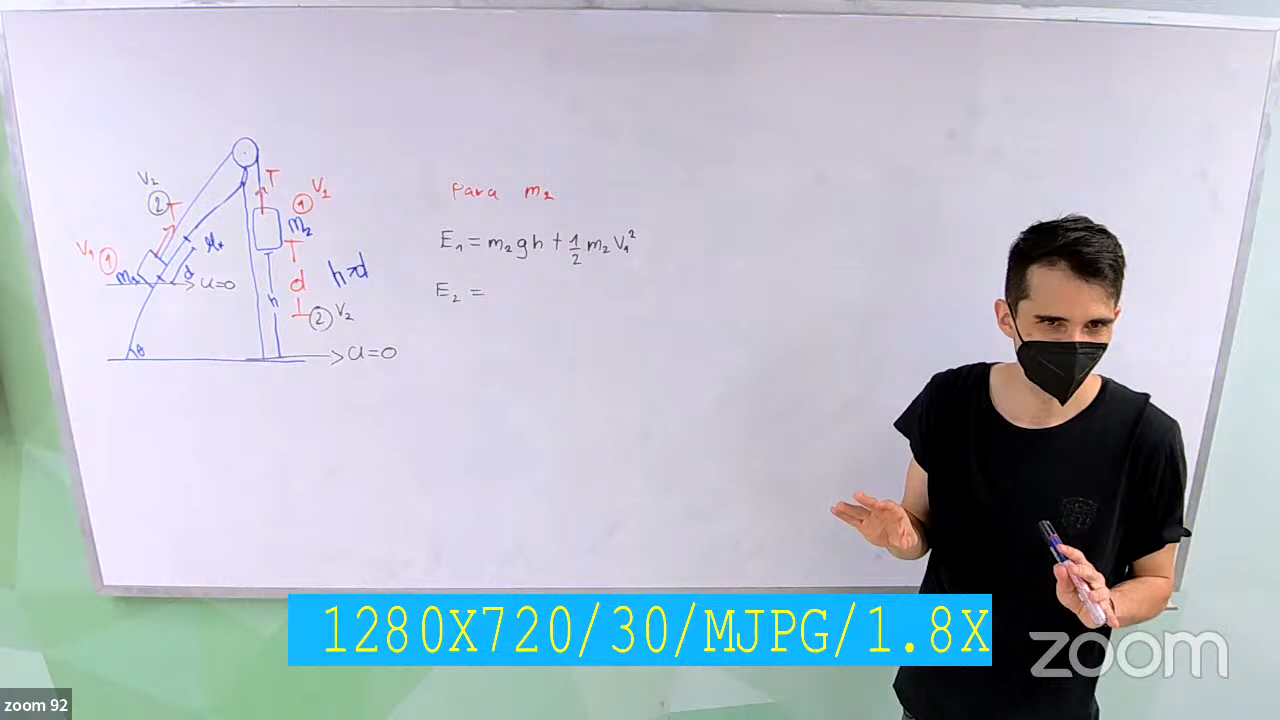 V₂
②
T
T
① V₁
m₂
V₁ ①
m₁
μₖ
d
U=0
d
h>d
h
② V₂
θ
U=0
Para m₂
E₁ = m₂gh + 1/2 m₂V₁²
E₂ =
1280X720/30/MJPG/1.8X
zoom
zoom 92